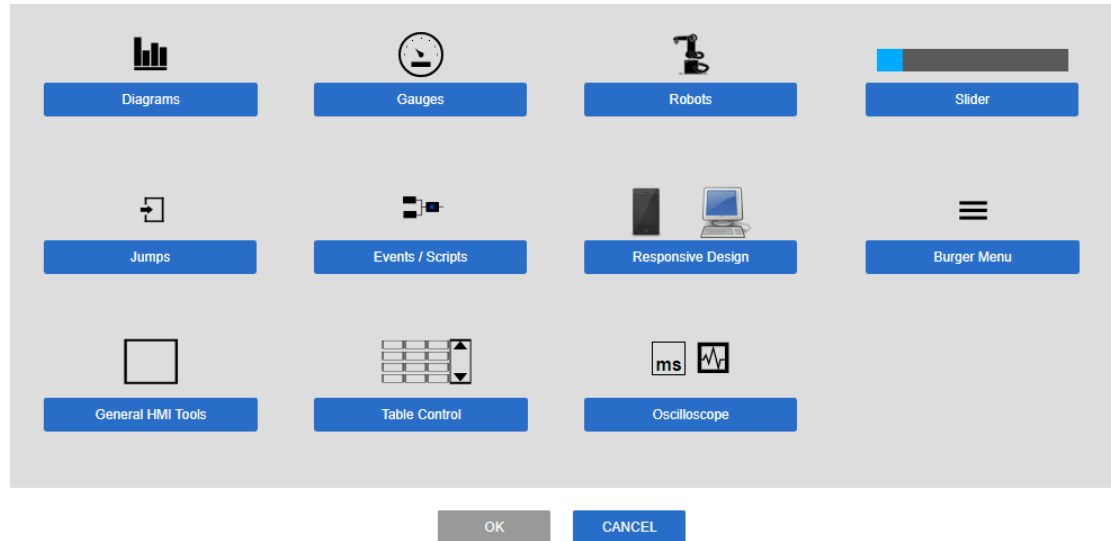 Diagrams
Gauges
Robots
Slider
Jumps
Events / Scripts
Responsive Design
Burger Menu
ms
General HMI Tools
Table Control
Oscilloscope
OK
CANCEL